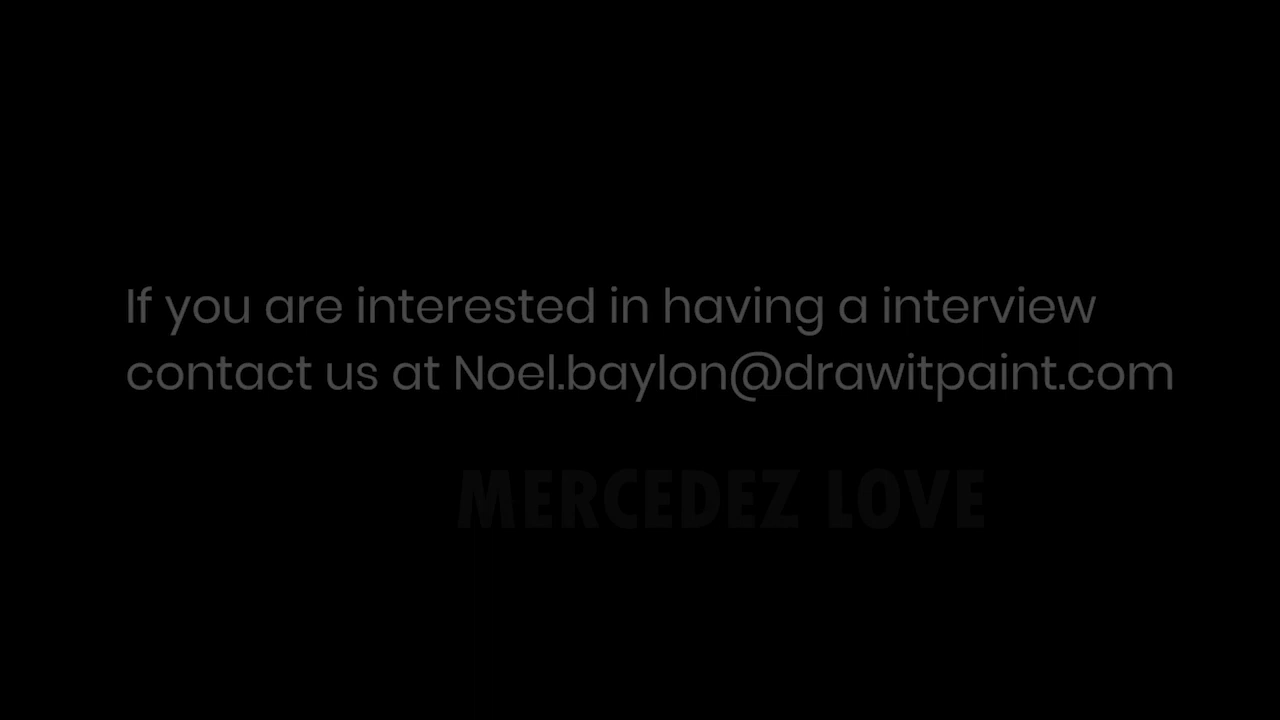 If you are interested in having a interview
contact us at Noel.baylon@drawitpaint.com
MERCEDEZ LOVE